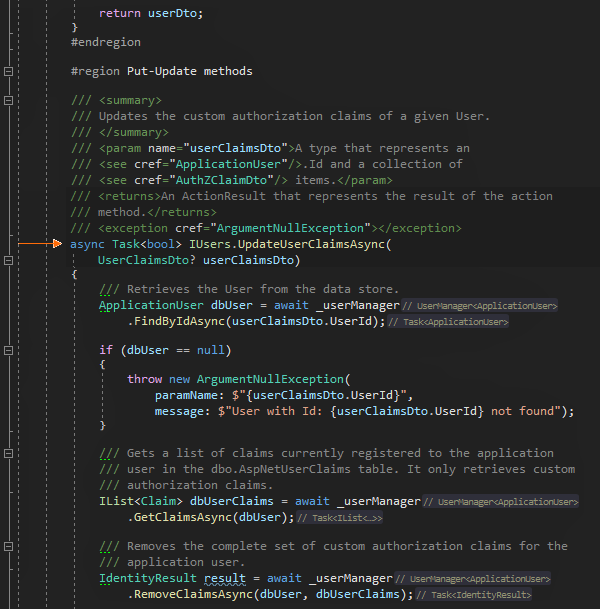 return userDto;
}
#endregion
#region Put-Update methods
/// <summary>
/// Updates the custom authorization claims of a given User.
/// </summary>
/// <param name="userClaimsDto">A type that represents an
/// <see cref="ApplicationUser"/>.Id and a collection of
/// <see cref="AuthZClaimDto"/> items.</param>
/// <returns>An ActionResult that represents the result of the action
/// method.</returns>
/// <exception cref="ArgumentNullException"></exception>
async Task<bool> IUsers.UpdateUserClaimsAsync(
UserClaimsDto? userClaimsDto)
{
/// Retrieves the User from the data store.
ApplicationUser dbUser = await _userManager // UserManager<ApplicationUser>
.FindByIdAsync(userClaimsDto.UserId); // Task<ApplicationUser>
if (dbUser == null)
{
throw new ArgumentNullException(
paramName: $"{userClaimsDto.UserId}",
message: $"User with Id: {userClaimsDto.UserId} not found");
}
/// Gets a list of claims currently registered to the application
/// user in the dbo.AspNetUserClaims table. It only retrieves custom
/// authorization claims.
IList<Claim> dbUserClaims = await _userManager // UserManager<ApplicationUser>
.GetClaimsAsync(dbUser); // Task<IList<…>>
/// Removes the complete set of custom authorization claims for the
/// application user.
IdentityResult result = await _userManager // UserManager<ApplicationUser>
.RemoveClaimsAsync(dbUser, dbUserClaims); // Task<IdentityResult>